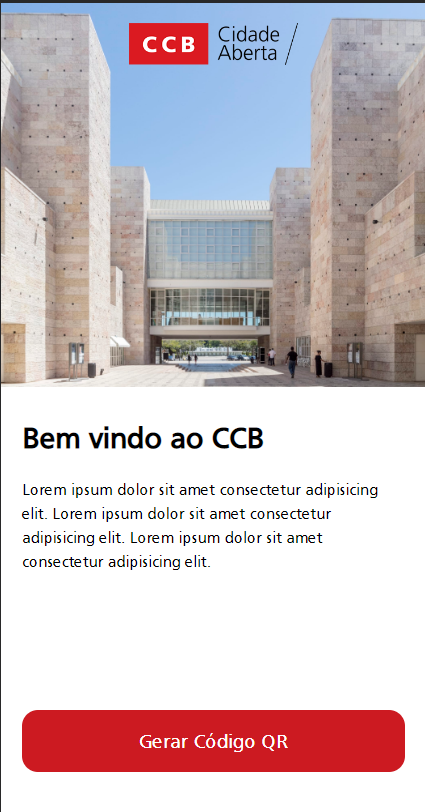 CCB Cidade
Aberta
Bem vindo ao CCB
Lorem ipsum dolor sit amet consectetur adipisicing
elit. Lorem ipsum dolor sit amet consectetur
adipisicing elit. Lorem ipsum dolor sit amet
consectetur adipisicing elit.
Gerar Código QR